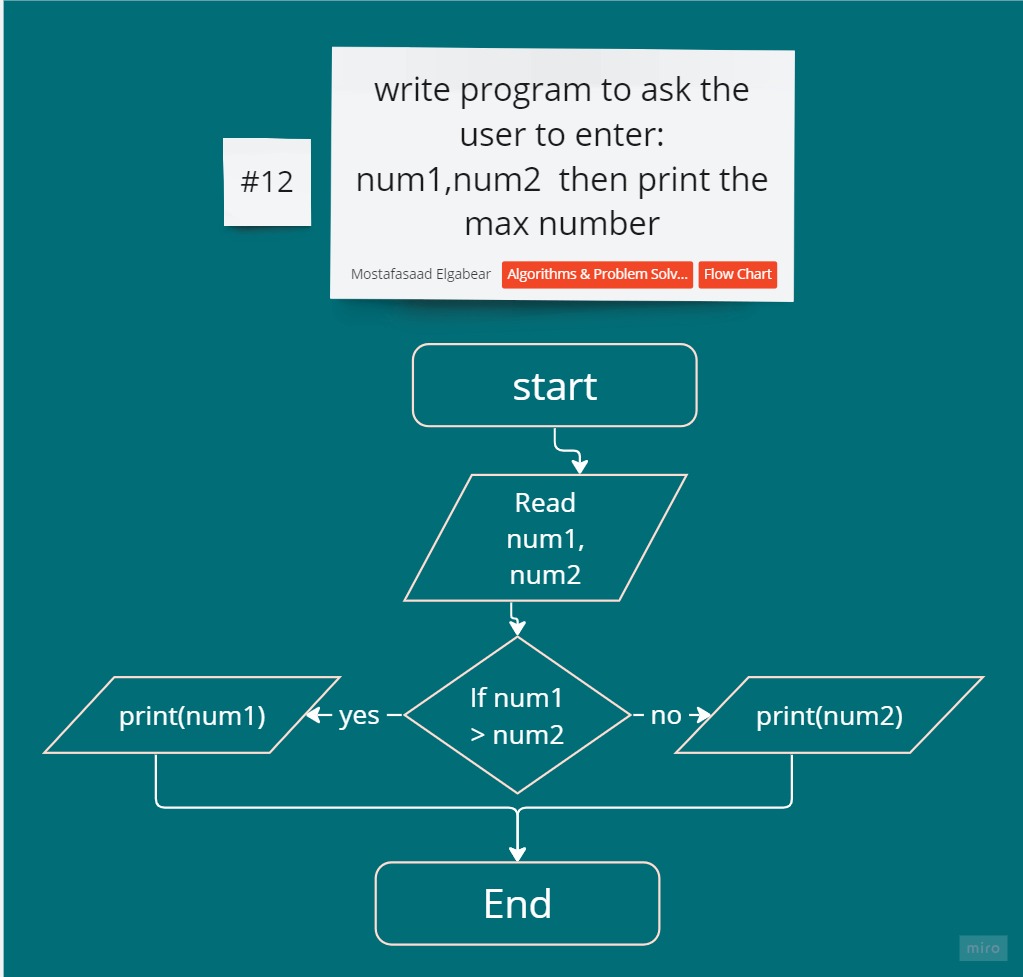 write program to ask the
user to enter:
#12
num1,num2 then print the
max number
Mostafasaad Elgabear Algorithms & Problem Solv... Flow Chart
start
Read
num1,
num2
If num1
> num2
print(num1)
yes
no
print(num2)
End
miro